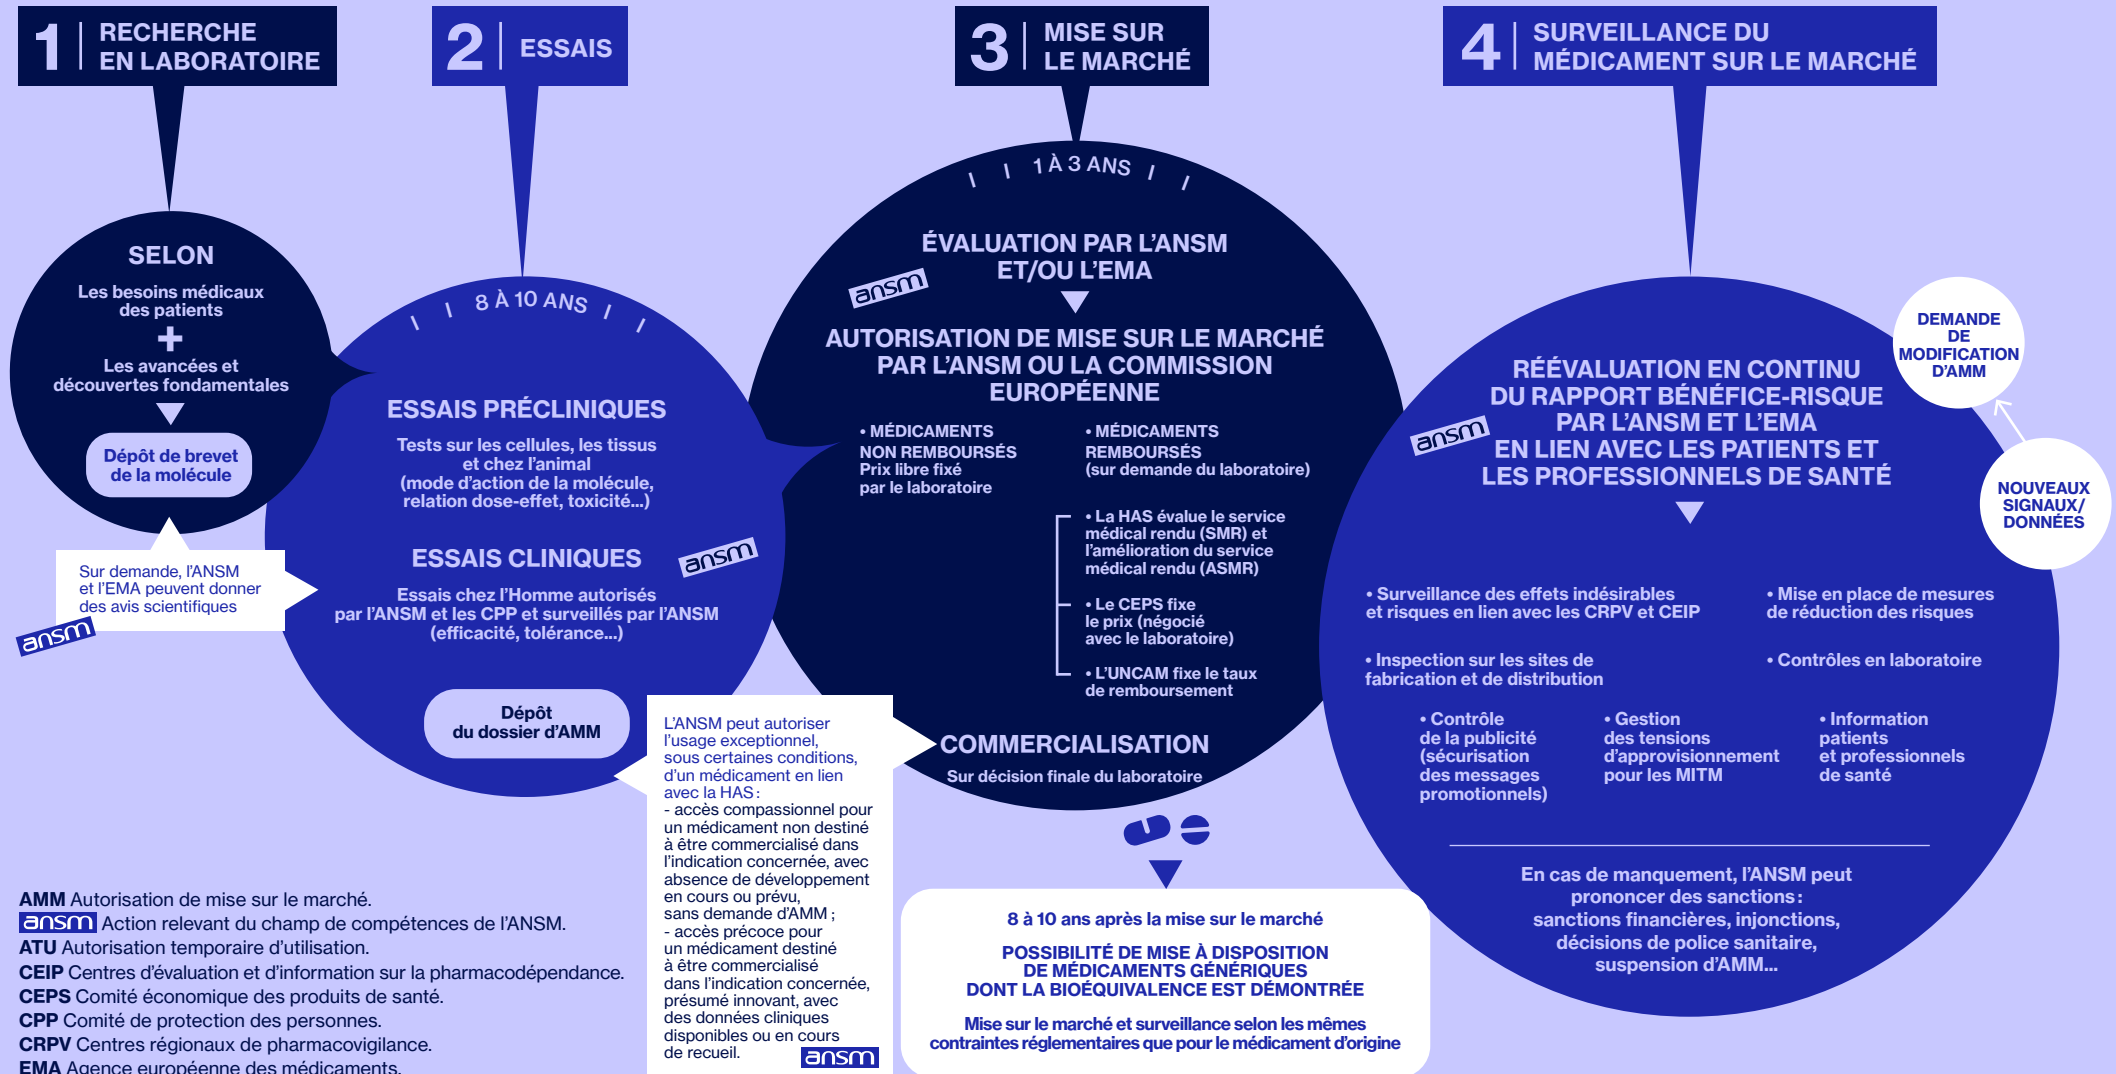 1 RECHERCHE
EN LABORATOIRE
SELON
Les besoins médicaux
des patients
+
Les avancées et
découvertes fondamentales
Dépôt de brevet
de la molécule
Sur demande, l'ANSM
et l'EMA peuvent donner
des avis scientifiques
ansm
2 ESSAIS
8 À 10 ANS
ESSAIS PRÉCLINIQUES
Tests sur les cellules, les tissus
et chez l'animal
(mode d'action de la molécule,
relation dose-effet, toxicité...)
ESSAIS CLINIQUES
ansm
Essais chez l'Homme autorisés
par l'ANSM et les CPP et surveillés par l'ANSM
(efficacité, tolérance...)
Dépôt
du dossier d'AMM
L'ANSM peut autoriser
l'usage exceptionnel,
sous certaines conditions,
d'un médicament en lien
avec la HAS :
- accès compassionnel pour
un médicament non destiné
à être commercialisé dans
l'indication concernée, avec
absence de développement
en cours ou prévu,
sans demande d'AMM ;
- accès précoce pour
un médicament destiné
à être commercialisé
dans l'indication concernée,
présumé innovant, avec
des données cliniques
disponibles ou en cours
de recueil.
ansm
3 MISE SUR
LE MARCHÉ
1 À 3 ANS
ÉVALUATION PAR L'ANSM
ET/OU L'EMA
ansm
AUTORISATION DE MISE SUR LE MARCHÉ
PAR L'ANSM OU LA COMMISSION
EUROPÉENNE
• MÉDICAMENTS
NON REMBOURSÉS
Prix libre fixé
par le laboratoire
• MÉDICAMENTS
REMBOURSÉS
(sur demande du laboratoire)
• La HAS évalue le service
médical rendu (SMR) et
l'amélioration du service
médical rendu (ASMR)
• Le CEPS fixe
le prix (négocié
avec le laboratoire)
• L'UNCAM fixe le taux
de remboursement
COMMERCIALISATION
Sur décision finale du laboratoire
8 à 10 ans après la mise sur le marché
POSSIBILITÉ DE MISE À DISPOSITION
DE MÉDICAMENTS GÉNÉRIQUES
DONT LA BIOÉQUIVALENCE EST DÉMONTRÉE
Mise sur le marché et surveillance selon les mêmes
contraintes réglementaires que pour le médicament d'origine
4 SURVEILLANCE DU
MÉDICAMENT SUR LE MARCHÉ
RÉÉVALUATION EN CONTINU
DU RAPPORT BÉNÉFICE-RISQUE
PAR L'ANSM ET L'EMA
EN LIEN AVEC LES PATIENTS ET
LES PROFESSIONNELS DE SANTÉ
ansm
DEMANDE
DE
MODIFICATION
D'AMM
NOUVEAUX
SIGNAUX/
DONNÉES
• Surveillance des effets indésirables
et risques en lien avec les CRPV et CEIP
• Mise en place de mesures
de réduction des risques
• Inspection sur les sites de
fabrication et de distribution
• Contrôles en laboratoire
• Contrôle
de la publicité
(sécurisation
des messages
promotionnels)
• Gestion
des tensions
d'approvisionnement
pour les MITM
• Information
patients
et professionnels
de santé
En cas de manquement, l'ANSM peut
prononcer des sanctions :
sanctions financières, injonctions,
décisions de police sanitaire,
suspension d'AMM...
AMM Autorisation de mise sur le marché.
ansm Action relevant du champ de compétences de l'ANSM.
ATU Autorisation temporaire d'utilisation.
CEIP Centres d'évaluation et d'information sur la pharmacodépendance.
CEPS Comité économique des produits de santé.
CPP Comité de protection des personnes.
CRPV Centres régionaux de pharmacovigilance.
EMA Agence européenne des médicaments.